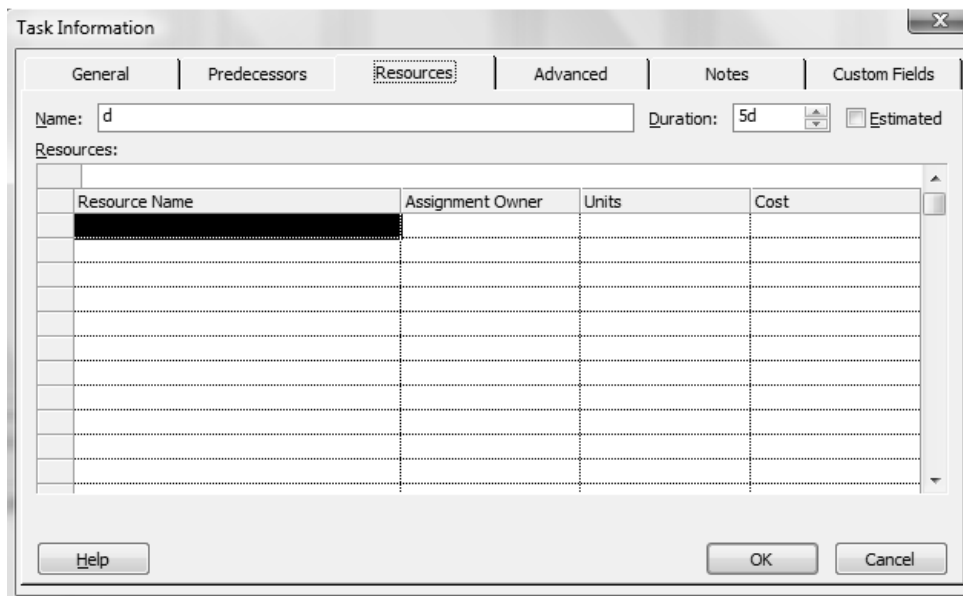 Task Information
x
General Predecessors Resources Advanced Notes Custom Fields
Name: d Duration: 5d Estimated
Resources:
Resource Name Assignment Owner Units Cost
Help OK Cancel